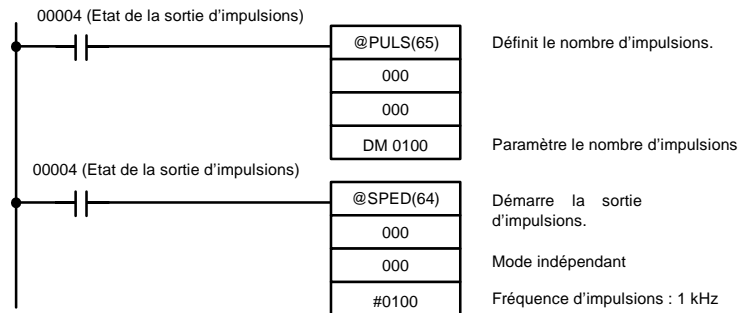 00004 (Etat de la sortie d'impulsions)
@PULS(65) Définit le nombre d'impulsions.
000
000
DM 0100 Paramètre le nombre d'impulsions
00004 (Etat de la sortie d'impulsions)
@SPED(64) Démarre la sortie
d'impulsions.
000
000 Mode indépendant
#0100 Fréquence d'impulsions : 1 kHz